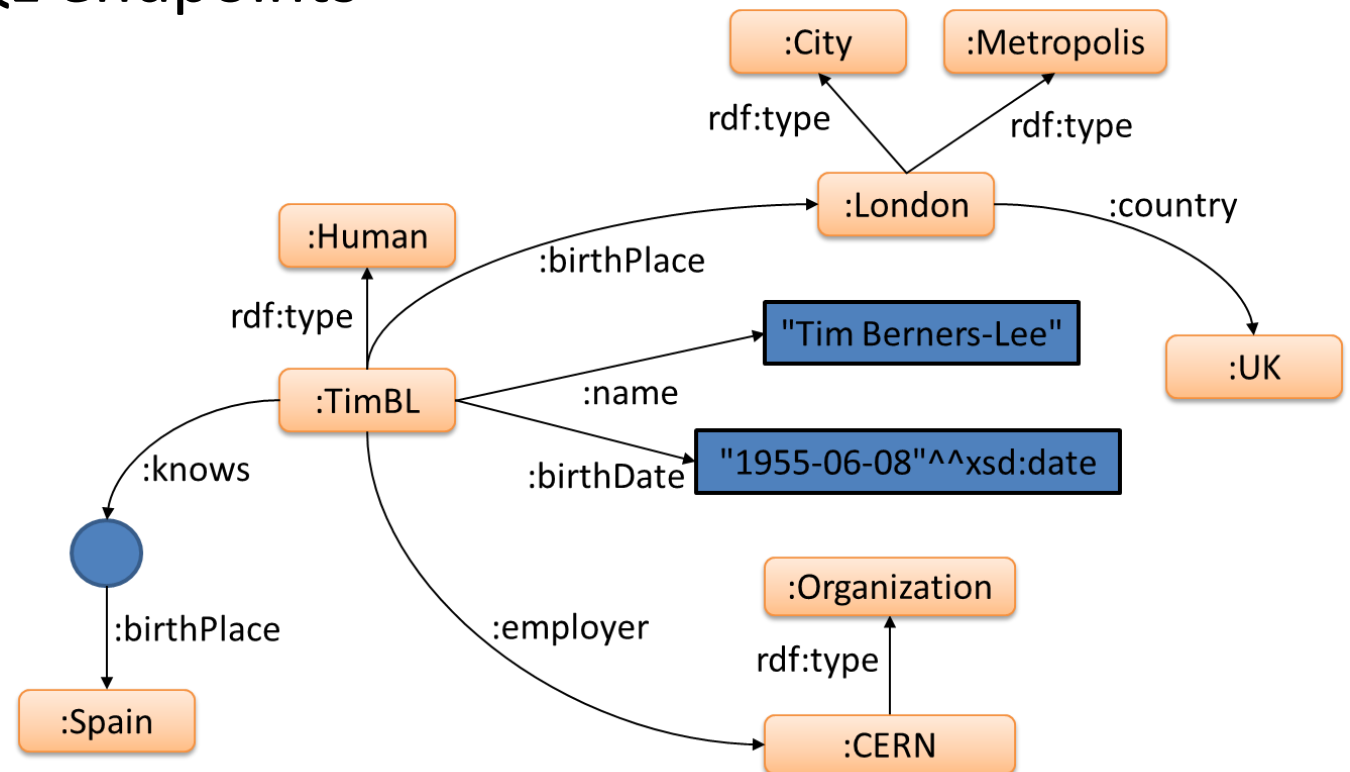 endpoints
:City
:Metropolis
rdf:type
rdf:type
:London
:country
:Human
:birthPlace
rdf:type
"Tim Berners-Lee"
:UK
:TimBL
:name
:knows
:birthDate
"1955-06-08"^^xsd:date
:Organization
:birthPlace
:employer
rdf:type
:Spain
:CERN